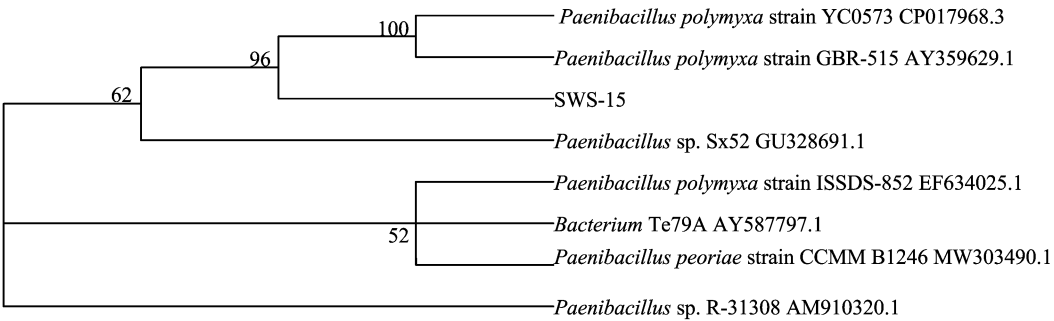 Paenibacillus polymyxa strain YC0573 CP017968.3
100
Paenibacillus polymyxa strain GBR-515 AY359629.1
96
SWS-15
62
Paenibacillus sp. Sx52 GU328691.1
Paenibacillus polymyxa strain ISSDS-852 EF634025.1
Bacterium Te79A AY587797.1
52
Paenibacillus peoriae strain CCMM B1246 MW303490.1
Paenibacillus sp. R-31308 AM910320.1